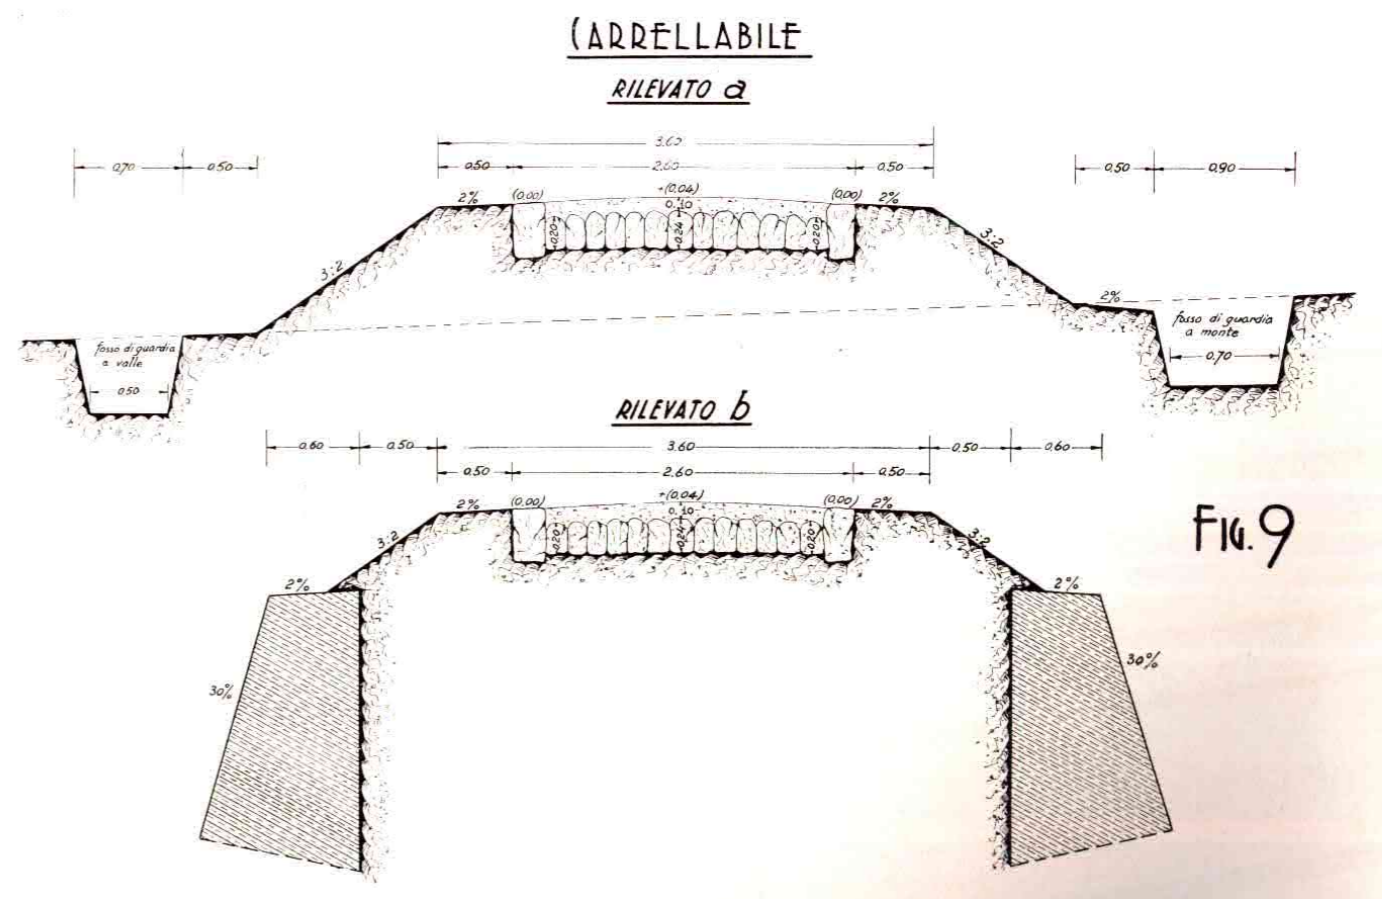 CARRELLABILE
RILEVATO a
3.60
0.70 0.50 0.50 2.60 0.50 0.50 0.90
2% (0.00) +(0.04) (0.00) 2%
0.10
0.20 0.24 0.20
3:2 3:2
2%
fosso di guardia
a valle
0.50
fosso di guardia
a monte
0.70
RILEVATO b
0.60 0.50 3.60 0.50 0.60
0.50 2.60 0.50
2% (0.00) +(0.04) (0.00) 2%
0.10
0.20 0.24 0.20
3:2 3:2
2% 2%
30% 30%
FIG. 9